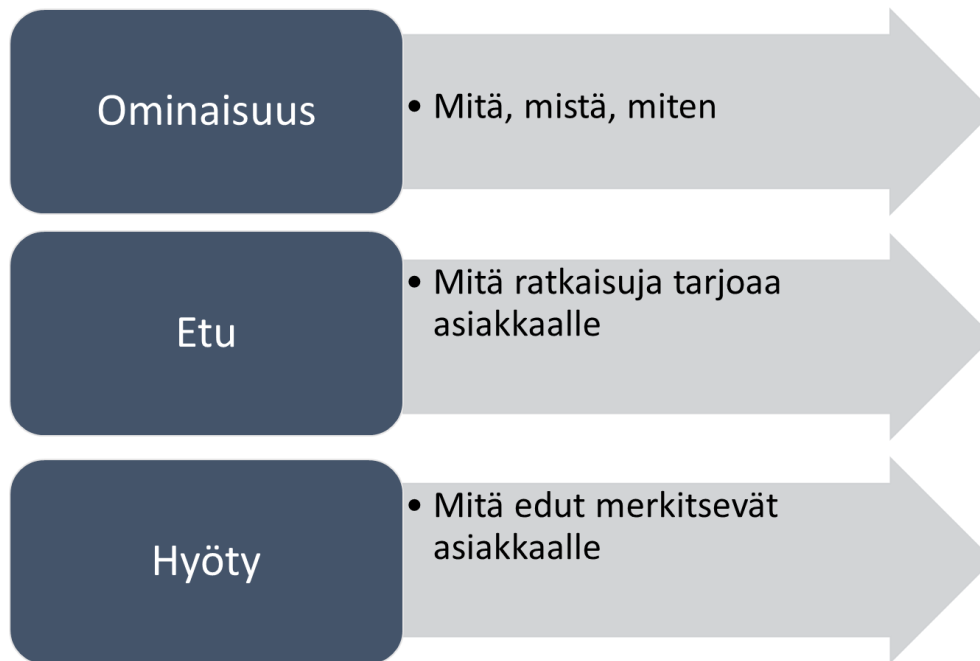 Ominaisuus
• Mitä, mistä, miten
Etu
• Mitä ratkaisuja tarjoaa
asiakkaalle
Hyöty
• Mitä edut merkitsevät
asiakkaalle